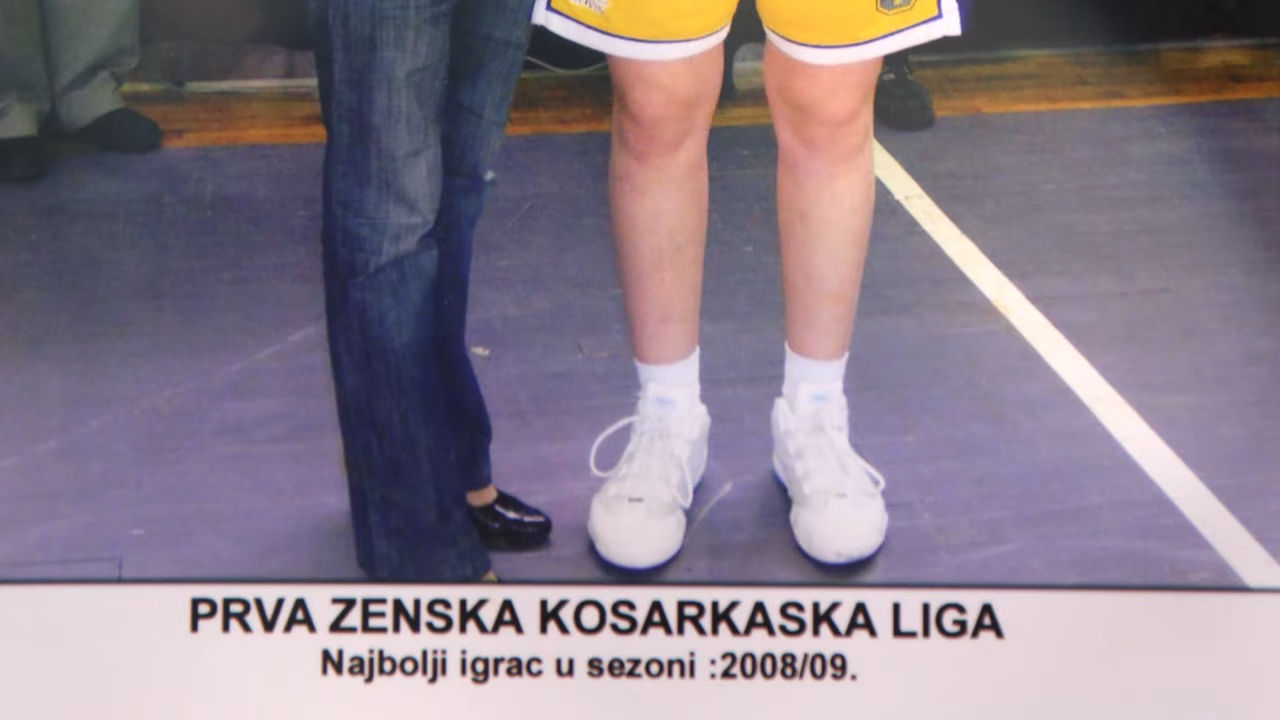 PRVA ZENSKA KOSARKASKA LIGA
Najbolji igrac u sezoni :2008/09.